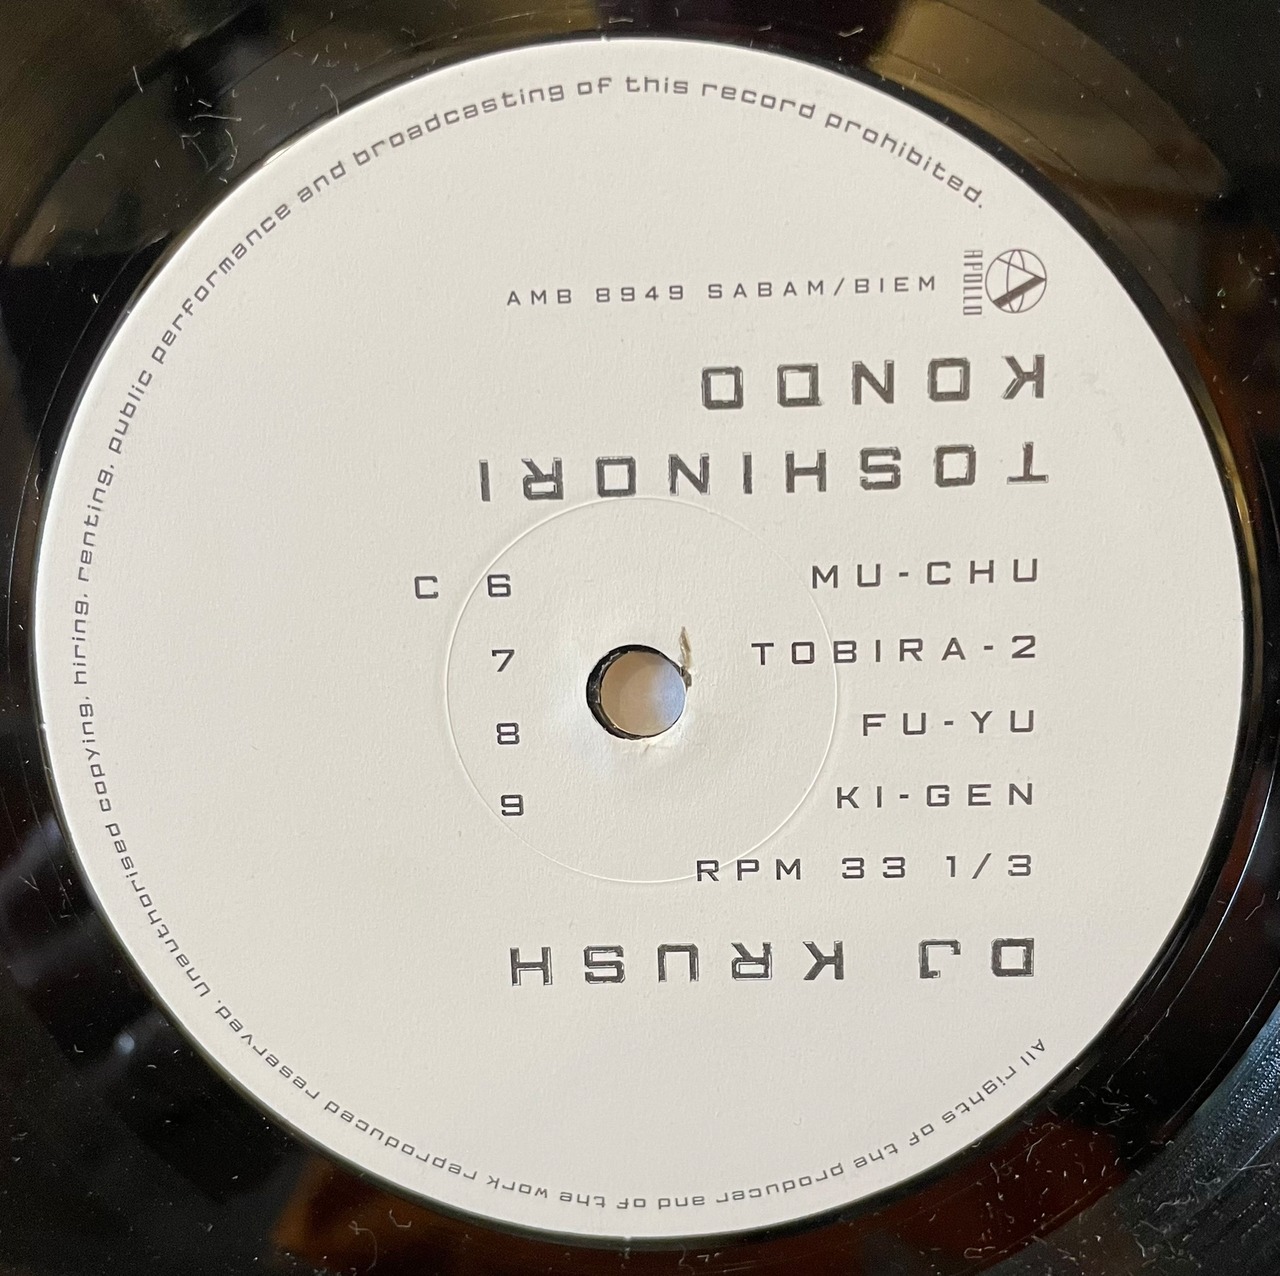 All rights of the producer and of the work reproduced reserved. Unauthorised copying, hiring, renting, public performance and broadcasting of this record prohibited.
APOLLO
AMB 8949 SABAM/BIEM
KONDO
TOSHINORI
C 6 MU-CHU
7 TOBIRA-2
8 FU-YU
9 KI-GEN
RPM 33 1/3
DJ KRUSH